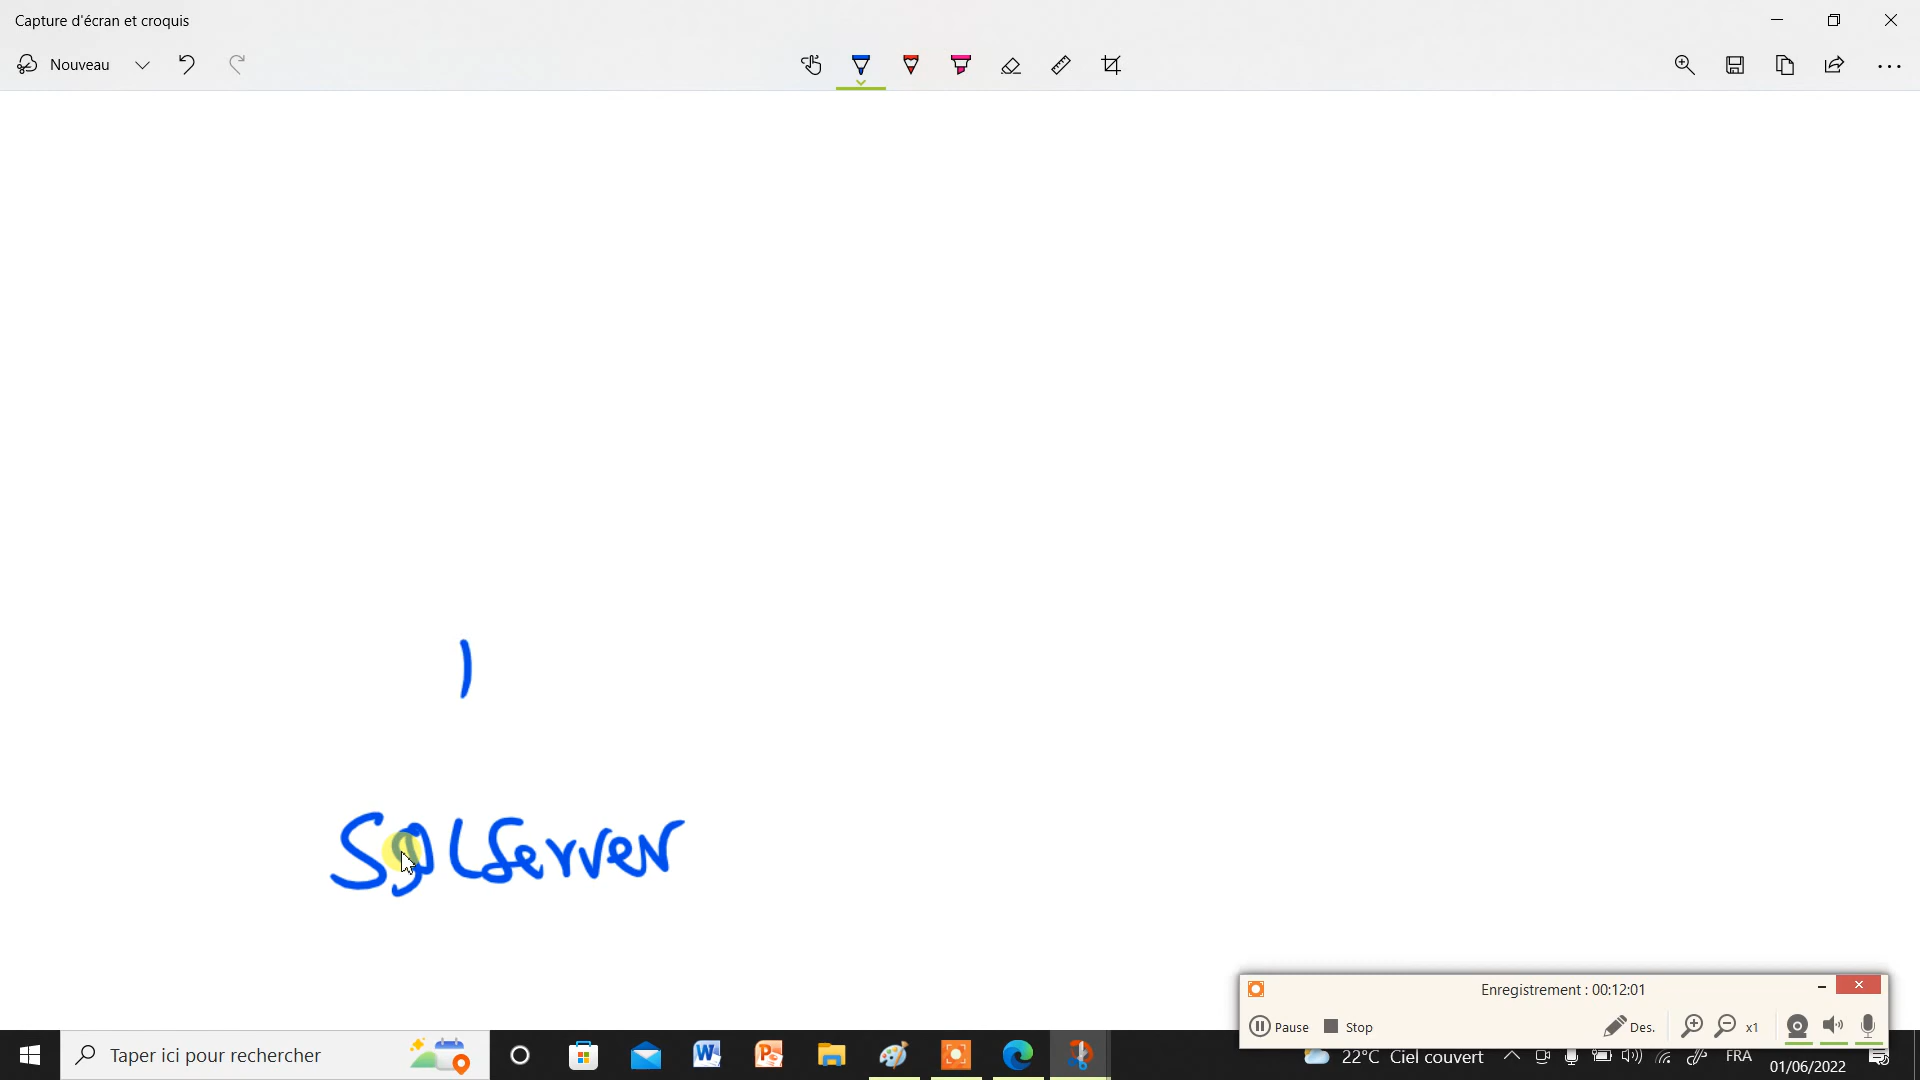 Capture d'écran et croquis
Nouveau
SqlServer
Enregistrement : 00:12:01
Pause
Stop
Des.
x1
Taper ici pour rechercher
22°C Ciel couvert
FRA
01/06/2022